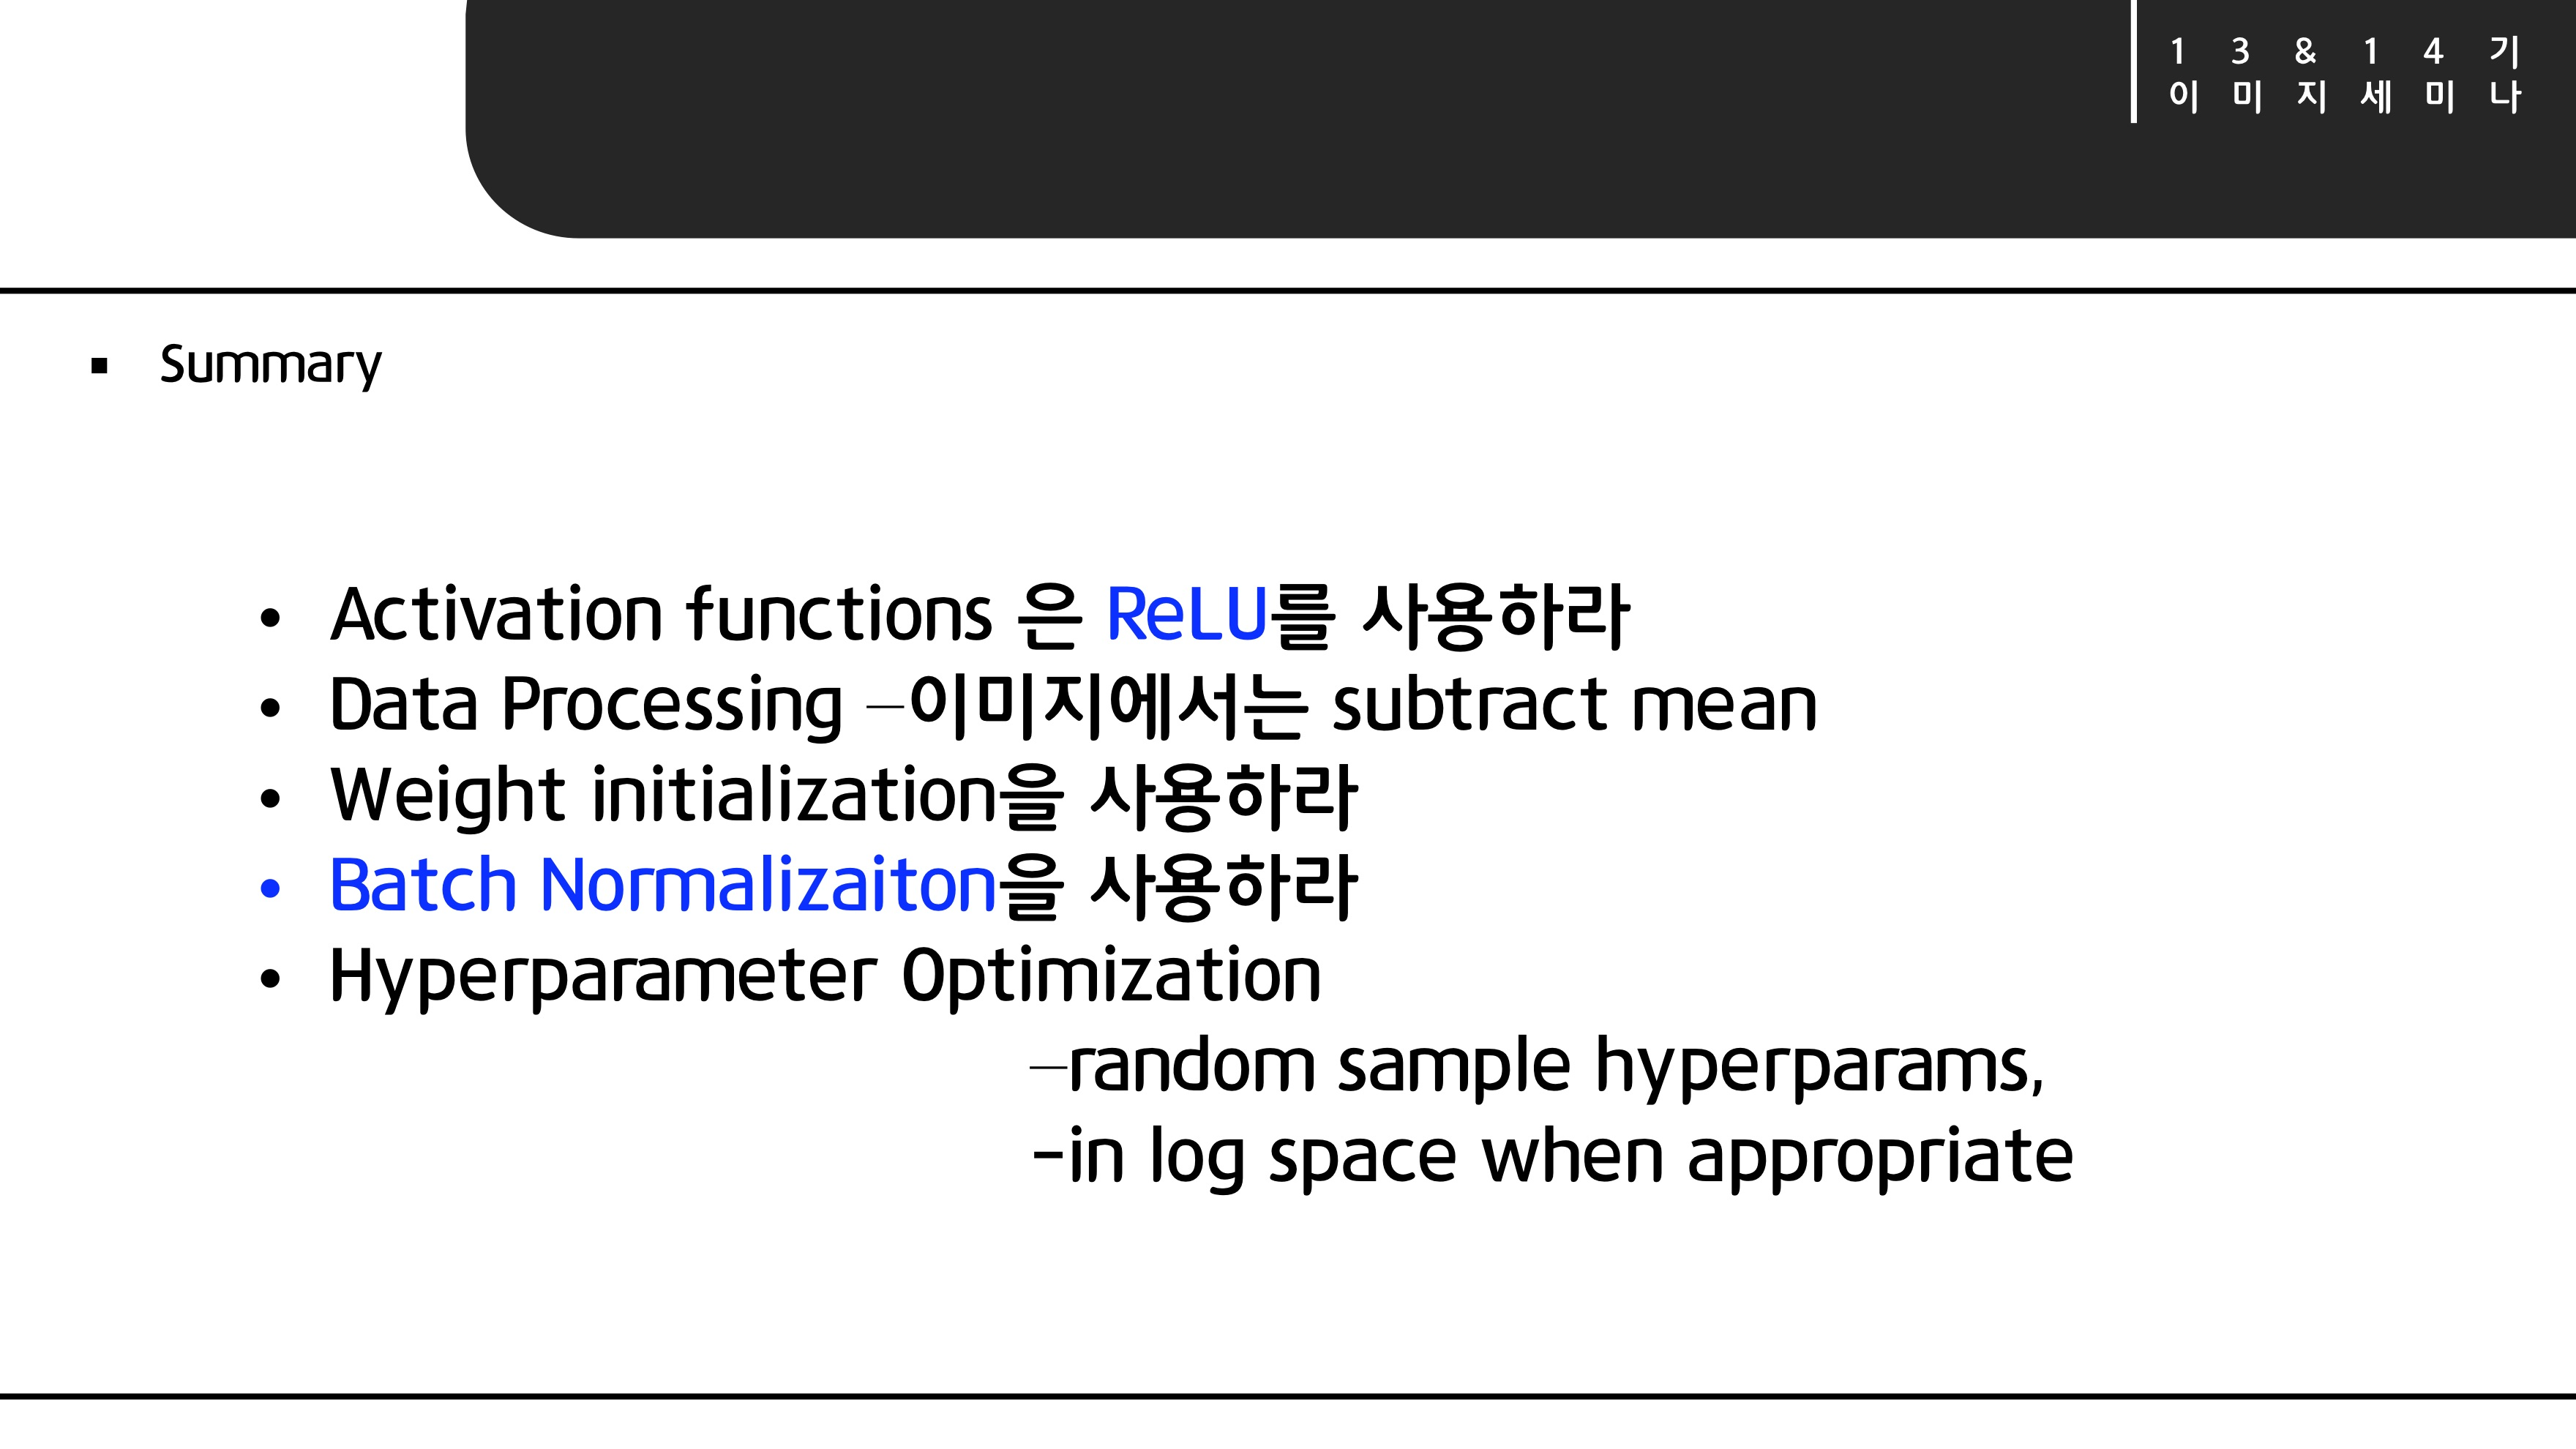 1 3 & 1 4 기
이 미 지 세 미 나
▪ Summary
• Activation functions 은 ReLU를 사용하라
• Data Processing –이미지에서는 subtract mean
• Weight initialization을 사용하라
• Batch Normalizaiton을 사용하라
• Hyperparameter Optimization
–random sample hyperparams,
-in log space when appropriate